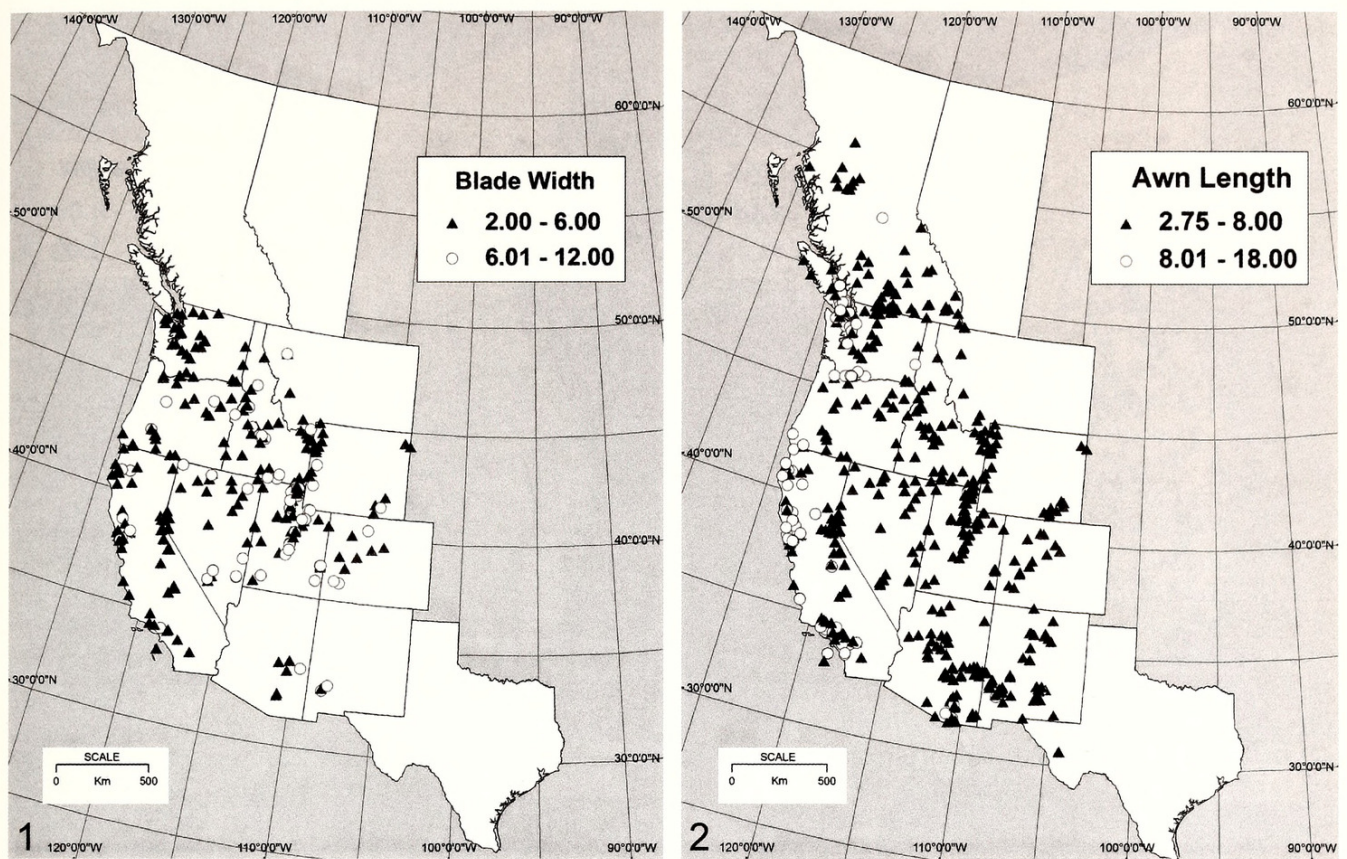 140°0'0"W 130°0'0"W 120°0'0"W 110°0'0"W 100°0'0"W 90°0'0"W
60°0'0"N
Blade Width
2.00 - 6.00
6.01 - 12.00
50°0'0"N
50°0'0"N
40°0'0"N
40°0'0"N
30°0'0"N
30°0'0"N
SCALE
0 Km 500
1
120°0'0"W 110°0'0"W 100°0'0"W 90°0'0"W
140°0'0"W 130°0'0"W 120°0'0"W 110°0'0"W 100°0'0"W 90°0'0"W
60°0'0"N
Awn Length
2.75 - 8.00
8.01 - 18.00
50°0'0"N
50°0'0"N
40°0'0"N
40°0'0"N
30°0'0"N
30°0'0"N
SCALE
0 Km 500
2
120°0'0"W 110°0'0"W 100°0'0"W 90°0'0"W